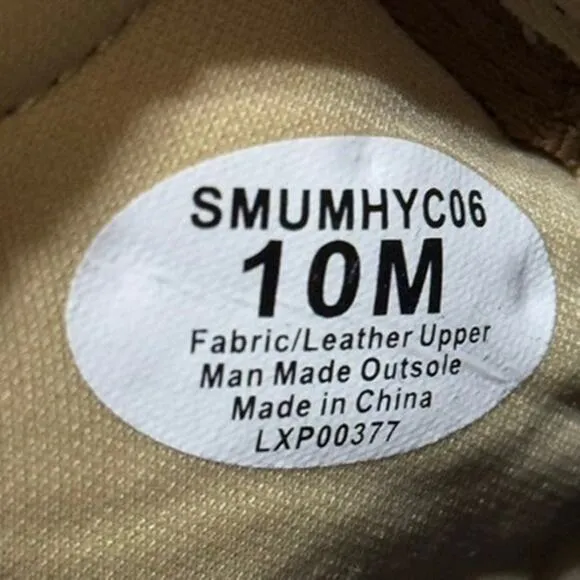 SMUMHYC06
10M
Fabric/Leather Upper
Man Made Outsole
Made in China
LXP00377